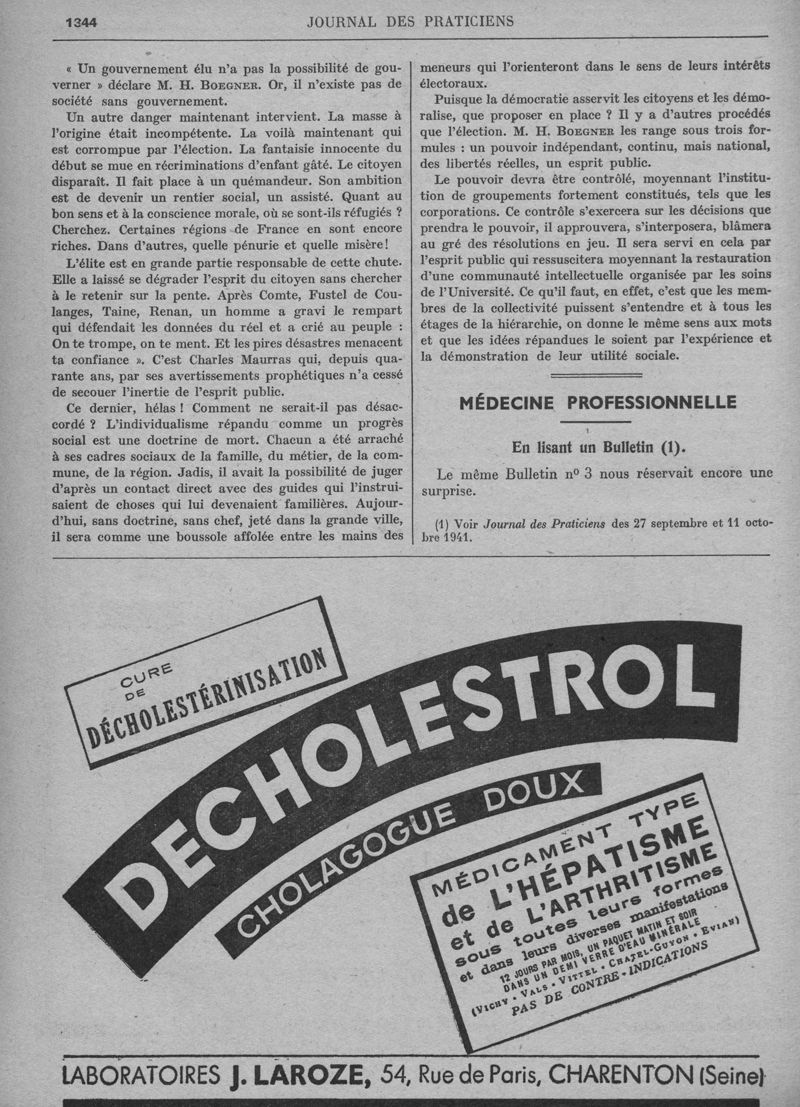 1344
JOURNAL DES PRATICIENS
« Un gouvernement élu n'a pas la possibilité de gou-
verner » déclare M. H. BOEGNER. Or, il n'existe pas de
société sans gouvernement.
Un autre danger maintenant intervient. La masse à
l'origine était incompétente. La voilà maintenant qui
est corrompue par l'élection. La fantaisie innocente du
début se mue en récriminations d'enfant gâté. Le citoyen
disparaît. Il fait place à un quémandeur. Son ambition
est de devenir un rentier social, un assisté. Quant au
bon sens et à la conscience morale, où se sont-ils réfugiés ?
Cherchez. Certaines régions de France en sont encore
riches. Dans d'autres, quelle pénurie et quelle misère!
L'élite est en grande partie responsable de cette chute.
Elle a laissé se dégrader l'esprit du citoyen sans chercher
à le retenir sur la pente. Après Comte, Fustel de Cou-
langes, Taine, Renan, un homme a gravi le rempart
qui défendait les données du réel et a crié au peuple :
On te trompe, on te ment. Et les pires désastres menacent
ta confiance ». C'est Charles Maurras qui, depuis qua-
rante ans, par ses avertissements prophétiques n'a cessé
de secouer l'inertie de l'esprit public.
Ce dernier, hélas ! Comment ne serait-il pas désac-
cordé ? L'individualisme répandu comme un progrès
social est une doctrine de mort. Chacun a été arraché
à ses cadres sociaux de la famille, du métier, de la com-
mune, de la région. Jadis, il avait la possibilité de juger
d'après un contact direct avec des guides qui l'instrui-
saient de choses qui lui devenaient familières. Aujour-
d'hui, sans doctrine, sans chef, jeté dans la grande ville,
il sera comme une boussole affolée entre les mains des
meneurs qui l'orienteront dans le sens de leurs intérêts
électoraux.
Puisque la démocratie asservit les citoyens et les démo-
ralise, que proposer en place ? Il y a d'autres procédés
que l'élection. M. H. BOEGNER les range sous trois for-
mules : un pouvoir indépendant, continu, mais national,
des libertés réelles, un esprit public.
Le pouvoir devra être contrôlé, moyennant l'institu-
tion de groupements fortement constitués, tels que les
corporations. Ce contrôle s'exercera sur les décisions que
prendra le pouvoir, il approuvera, s'interposera, blâmera
au gré des résolutions en jeu. Il sera servi en cela par
l'esprit public qui ressuscitera moyennant la restauration
d'une communauté intellectuelle organisée par les soins
de l'Université. Ce qu'il faut, en effet, c'est que les mem-
bres de la collectivité puissent s'entendre et à tous les
étages de la hiérarchie, on donne le même sens aux mots
et que les idées répandues le soient par l'expérience et
la démonstration de leur utilité sociale.
MÉDECINE PROFESSIONNELLE
En lisant un Bulletin (1).
Le même Bulletin nº 3 nous réservait encore une
surprise.
(1) Voir Journal des Praticiens des 27 septembre et 11 octo-
bre 1941.
CURE
DE
DÉCHOLESTÉRINISATION
DECHOLESTROL
CHOLAGOGUE DOUX
MÉDICAMENT TYPE
de L'HÉPATISME
et de L'ARTHRITISME
sous toutes leurs formes
et dans leurs diverses manifestations
12 JOURS PAR MOIS, UN PAQUET MATIN ET SOIR
DANS UN DEMI VERRE D'EAU MINÉRALE
(VICHY • VALS • VITTEL • CHATEL-GUYON • EVIAN)
PAS DE CONTRE-INDICATIONS
LABORATOIRES J. LAROZE, 54, Rue de Paris, CHARENTON (Seine)